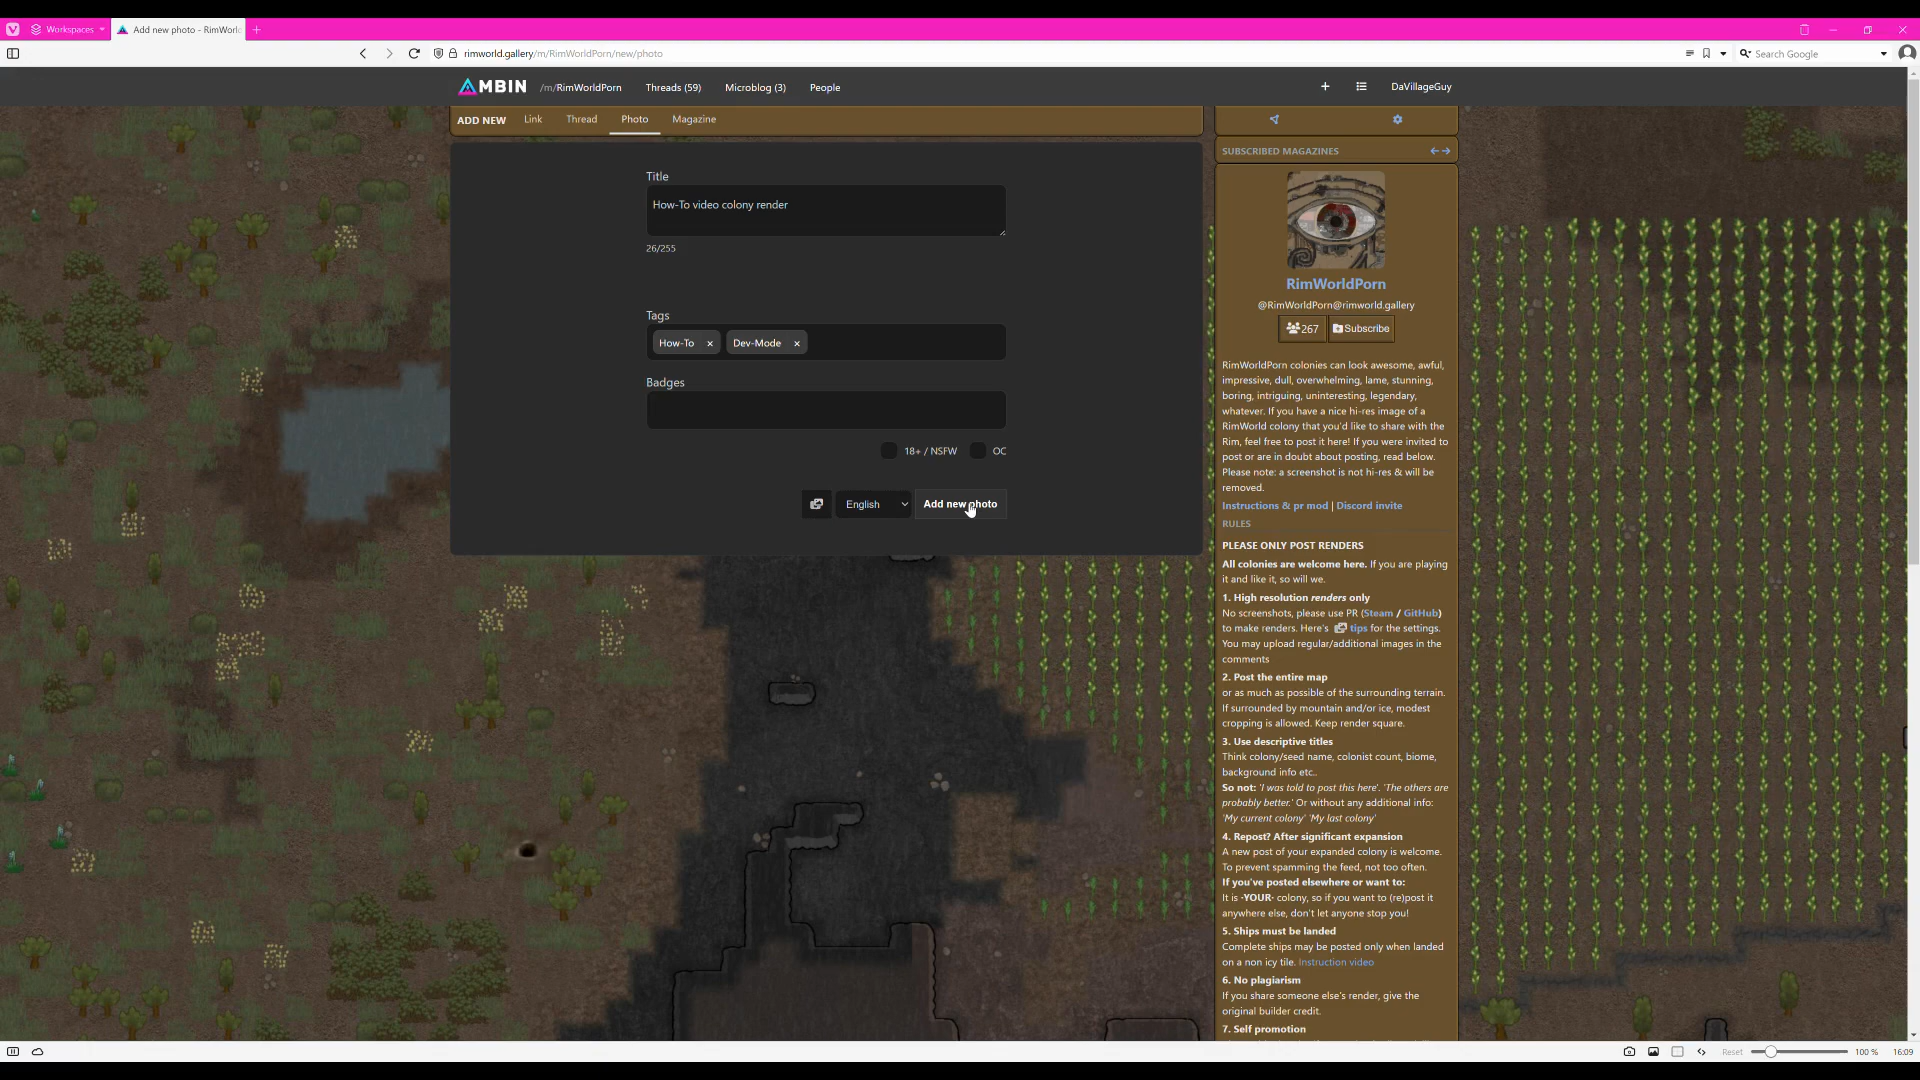 Workspaces
Add new photo - RimWorl
rimworld.gallery/m/RimWorldPorn/new/photo
Search Google
MBIN
/m/RimWorldPorn
Threads (59)
Microblog (3)
People
DaVillageGuy
ADD NEW
Link
Thread
Photo
Magazine
Title
How-To video colony render
26/255
Tags
How-To ×
Dev-Mode ×
Badges
18+ / NSFW
OC
English
Add new photo
SUBSCRIBED MAGAZINES
RimWorldPorn
@RimWorldPorn@rimworld.gallery
267
Subscribe
RimWorldPorn colonies can look awesome, awful,
impressive, dull, overwhelming, lame, stunning,
boring, intriguing, uninteresting, legendary,
whatever. If you have a nice hi-res image of a
RimWorld colony that you'd like to share with the
Rim, feel free to post it here! If you were invited to
post or are in doubt about posting, read below.
Please note: a screenshot is not hi-res & will be
removed.
Instructions & pr mod | Discord invite
RULES
PLEASE ONLY POST RENDERS
All colonies are welcome here. If you are playing
it and like it, so will we.
1. High resolution renders only
No screenshots, please use PR (Steam / GitHub)
to make renders. Here's tips for the settings.
You may upload regular/additional images in the
comments
2. Post the entire map
or as much as possible of the surrounding terrain.
If surrounded by mountain and/or ice, modest
cropping is allowed. Keep render square.
3. Use descriptive titles
Think colony/seed name, colonist count, biome,
background info etc..
So not: 'I was told to post this here'. 'The others are
probably better.' Or without any additional info:
'My current colony' 'My last colony'
4. Repost? After significant expansion
A new post of your expanded colony is welcome.
To prevent spamming the feed, not too often.
If you've posted elsewhere or want to:
It is -YOUR- colony, so if you want to (re)post it
anywhere else, don't let anyone stop you!
5. Ships must be landed
Complete ships may be posted only when landed
on a non icy tile. Instruction video
6. No plagiarism
If you share someone else's render, give the
original builder credit.
7. Self promotion
Reset
100 %
16:09